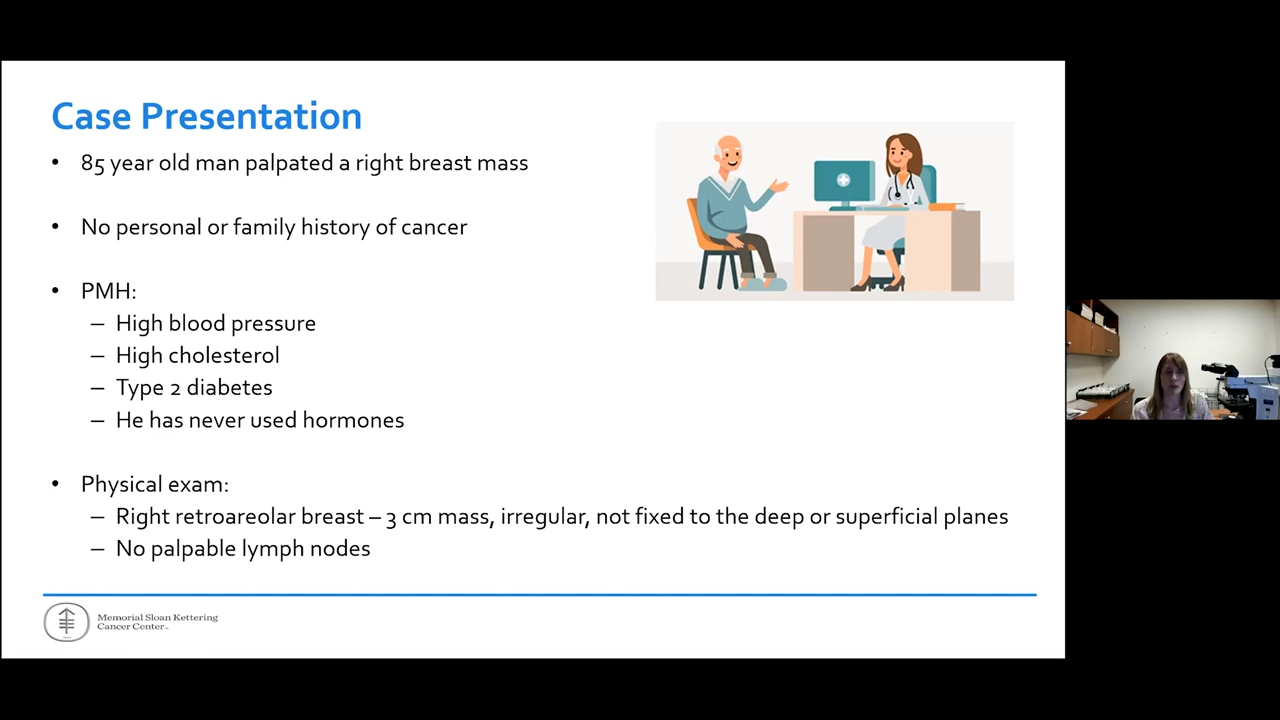 Case Presentation
• 85 year old man palpated a right breast mass
• No personal or family history of cancer
• PMH:
– High blood pressure
– High cholesterol
– Type 2 diabetes
– He has never used hormones
• Physical exam:
– Right retroareolar breast – 3 cm mass, irregular, not fixed to the deep or superficial planes
– No palpable lymph nodes
Memorial Sloan Kettering
Cancer Center